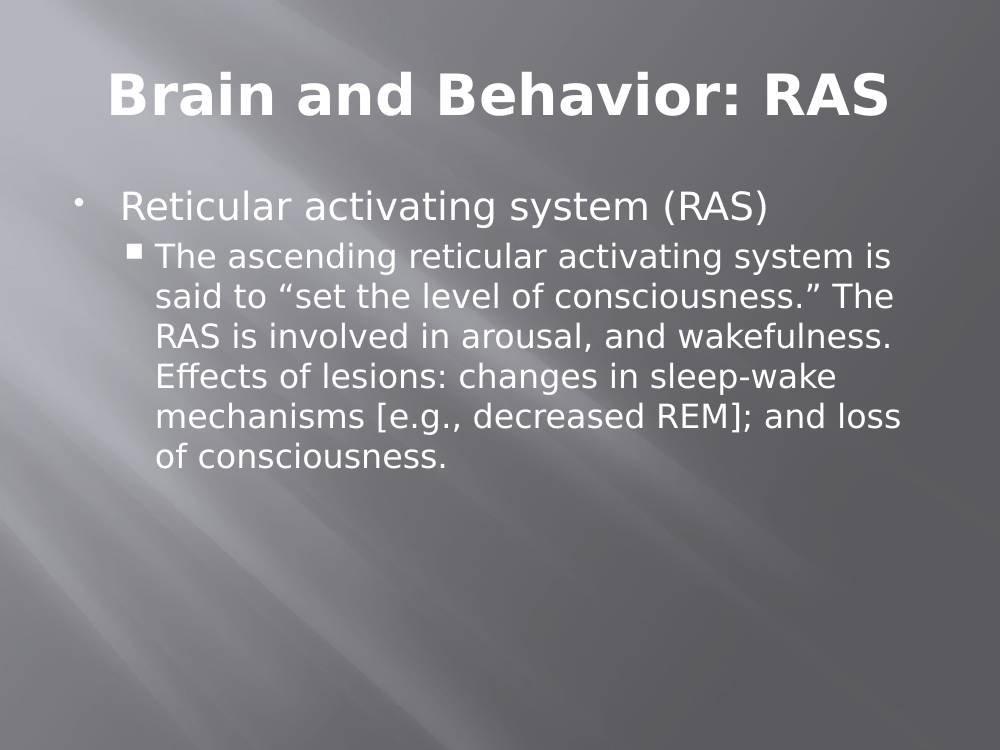 Brain and Behavior: RAS
• Reticular activating system (RAS)
■ The ascending reticular activating system is
said to “set the level of consciousness.” The
RAS is involved in arousal, and wakefulness.
Effects of lesions: changes in sleep-wake
mechanisms [e.g., decreased REM]; and loss
of consciousness.